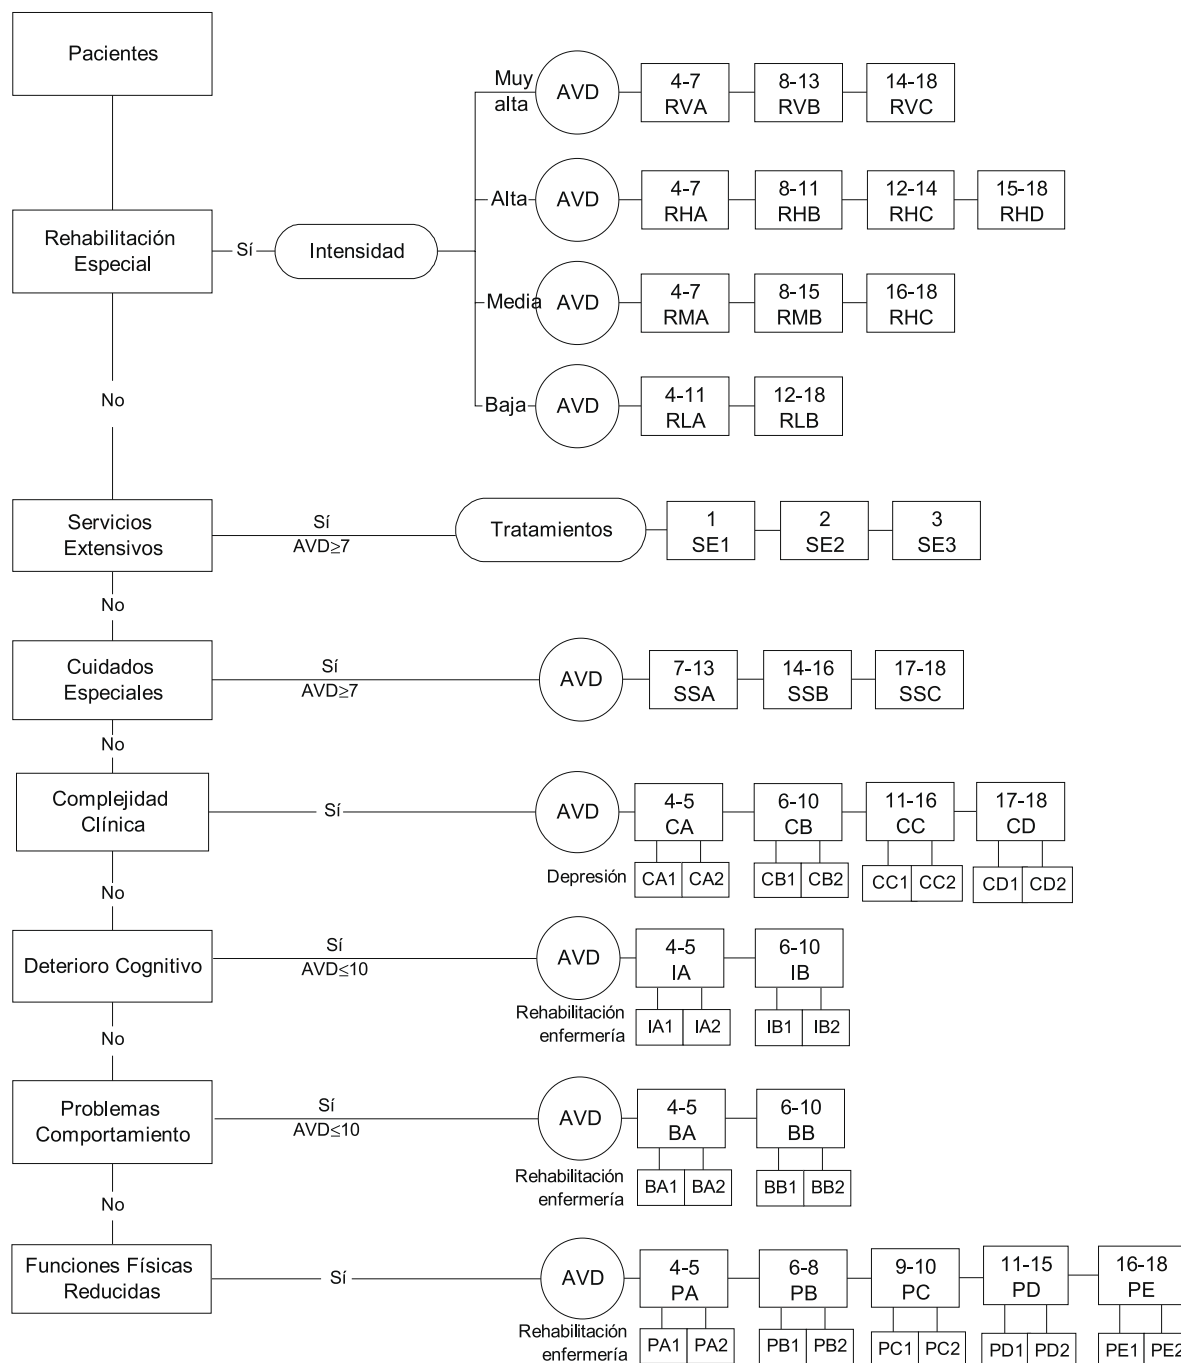 Pacientes
Muy
alta
AVD
4-7
RVA
8-13
RVB
14-18
RVC
Alta
AVD
4-7
RHA
8-11
RHB
12-14
RHC
15-18
RHD
Rehabilitación
Especial
Sí
Intensidad
Media
AVD
4-7
RMA
8-15
RMB
16-18
RHC
No
Baja
AVD
4-11
RLA
12-18
RLB
Servicios
Extensivos
Sí
AVD≥7
Tratamientos
1
SE1
2
SE2
3
SE3
No
Cuidados
Especiales
Sí
AVD≥7
AVD
7-13
SSA
14-16
SSB
17-18
SSC
No
Complejidad
Clínica
Sí
AVD
4-5
CA
6-10
CB
11-16
CC
17-18
CD
Depresión
CA1 CA2
CB1 CB2
CC1 CC2
CD1 CD2
No
Deterioro Cognitivo
Sí
AVD≤10
AVD
4-5
IA
6-10
IB
Rehabilitación
enfermería
IA1 IA2
IB1 IB2
No
Problemas
Comportamiento
Sí
AVD≤10
AVD
4-5
BA
6-10
BB
Rehabilitación
enfermería
BA1 BA2
BB1 BB2
No
Funciones Físicas
Reducidas
Sí
AVD
4-5
PA
6-8
PB
9-10
PC
11-15
PD
16-18
PE
Rehabilitación
enfermería
PA1 PA2
PB1 PB2
PC1 PC2
PD1 PD2
PE1 PE2